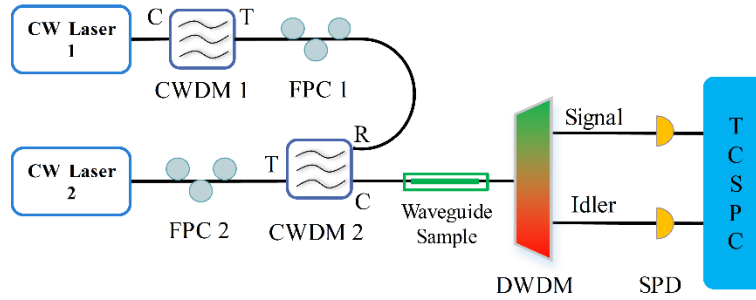 CW Laser
1
C
T
CWDM 1
FPC 1
R
CW Laser
2
FPC 2
T
CWDM 2
C
Waveguide
Sample
DWDM
Signal
Idler
SPD
T
C
S
P
C